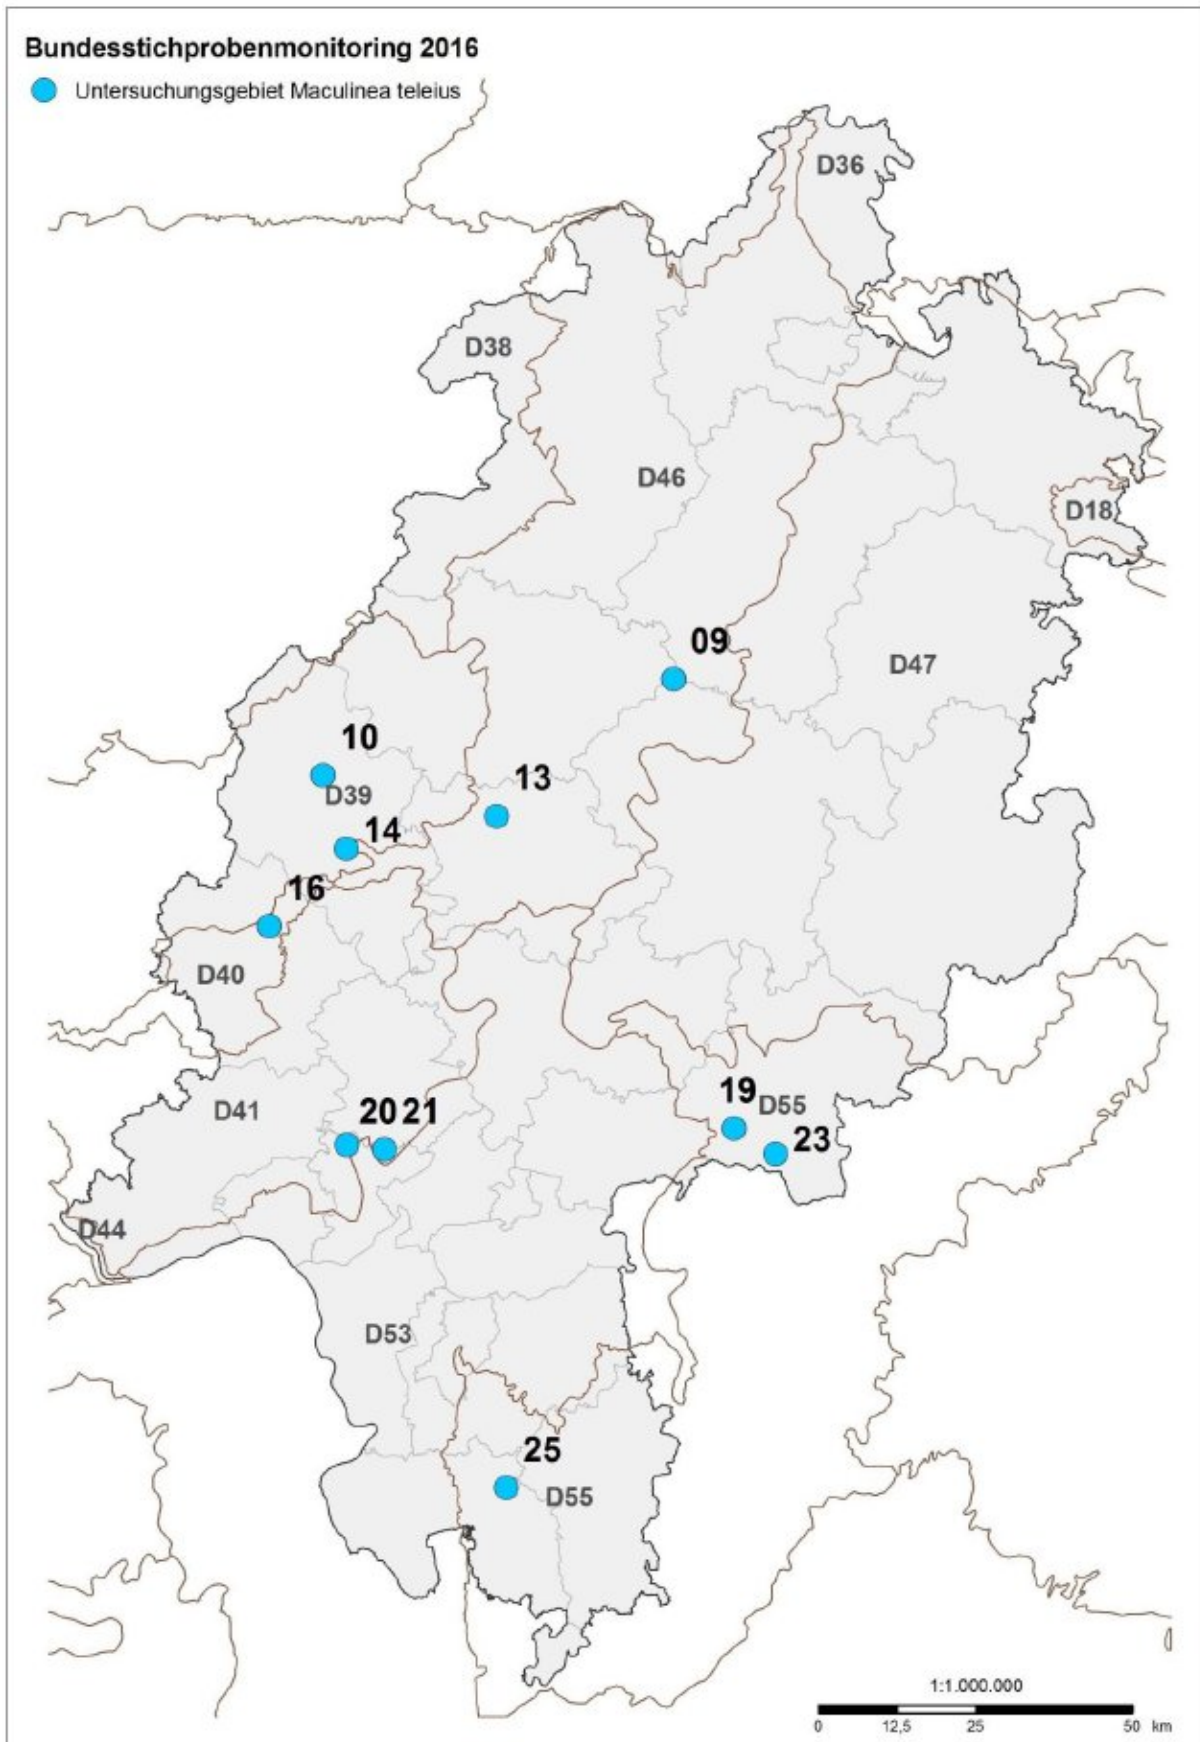 Bundesstichprobenmonitoring 2016
Untersuchungsgebiet Maculinea teleius
D36
D38
D46
D18
09
D47
10
13
D39
14
16
D40
19
D55
D41
20 21
23
D44
D53
25
D55
1:1.000.000
0 12,5 25 50 km